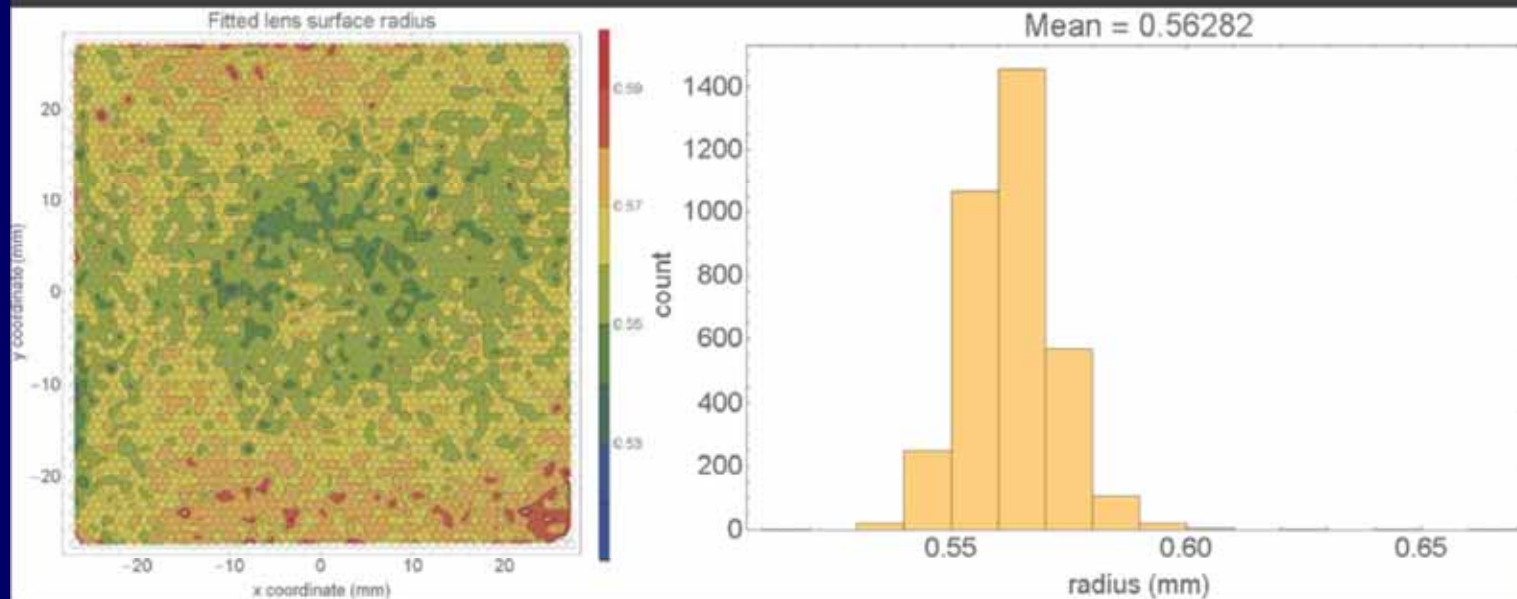 Fitted lens surface radius
20
10
0
−10
−20
y coordinate (mm)
−20 −10 0 10 20
x coordinate (mm)
0.59
0.57
0.55
0.53
Mean = 0.56282
1400
1200
1000
800
600
400
200
0
count
0.55 0.60 0.65
radius (mm)